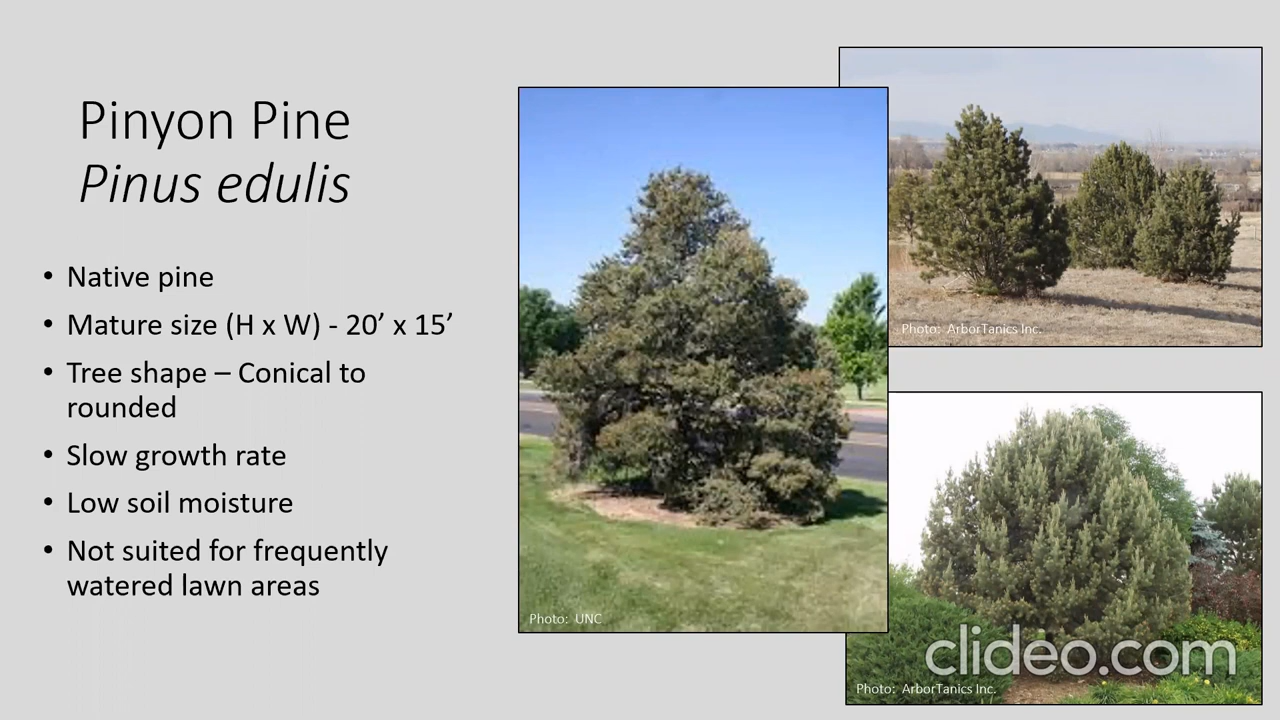 Pinyon Pine
Pinus edulis
• Native pine
• Mature size (H x W) - 20’ x 15’
• Tree shape – Conical to
rounded
• Slow growth rate
• Low soil moisture
• Not suited for frequently
watered lawn areas
Photo:  UNC
Photo:  ArborTanics Inc.
Photo:  ArborTanics Inc.
clideo.com